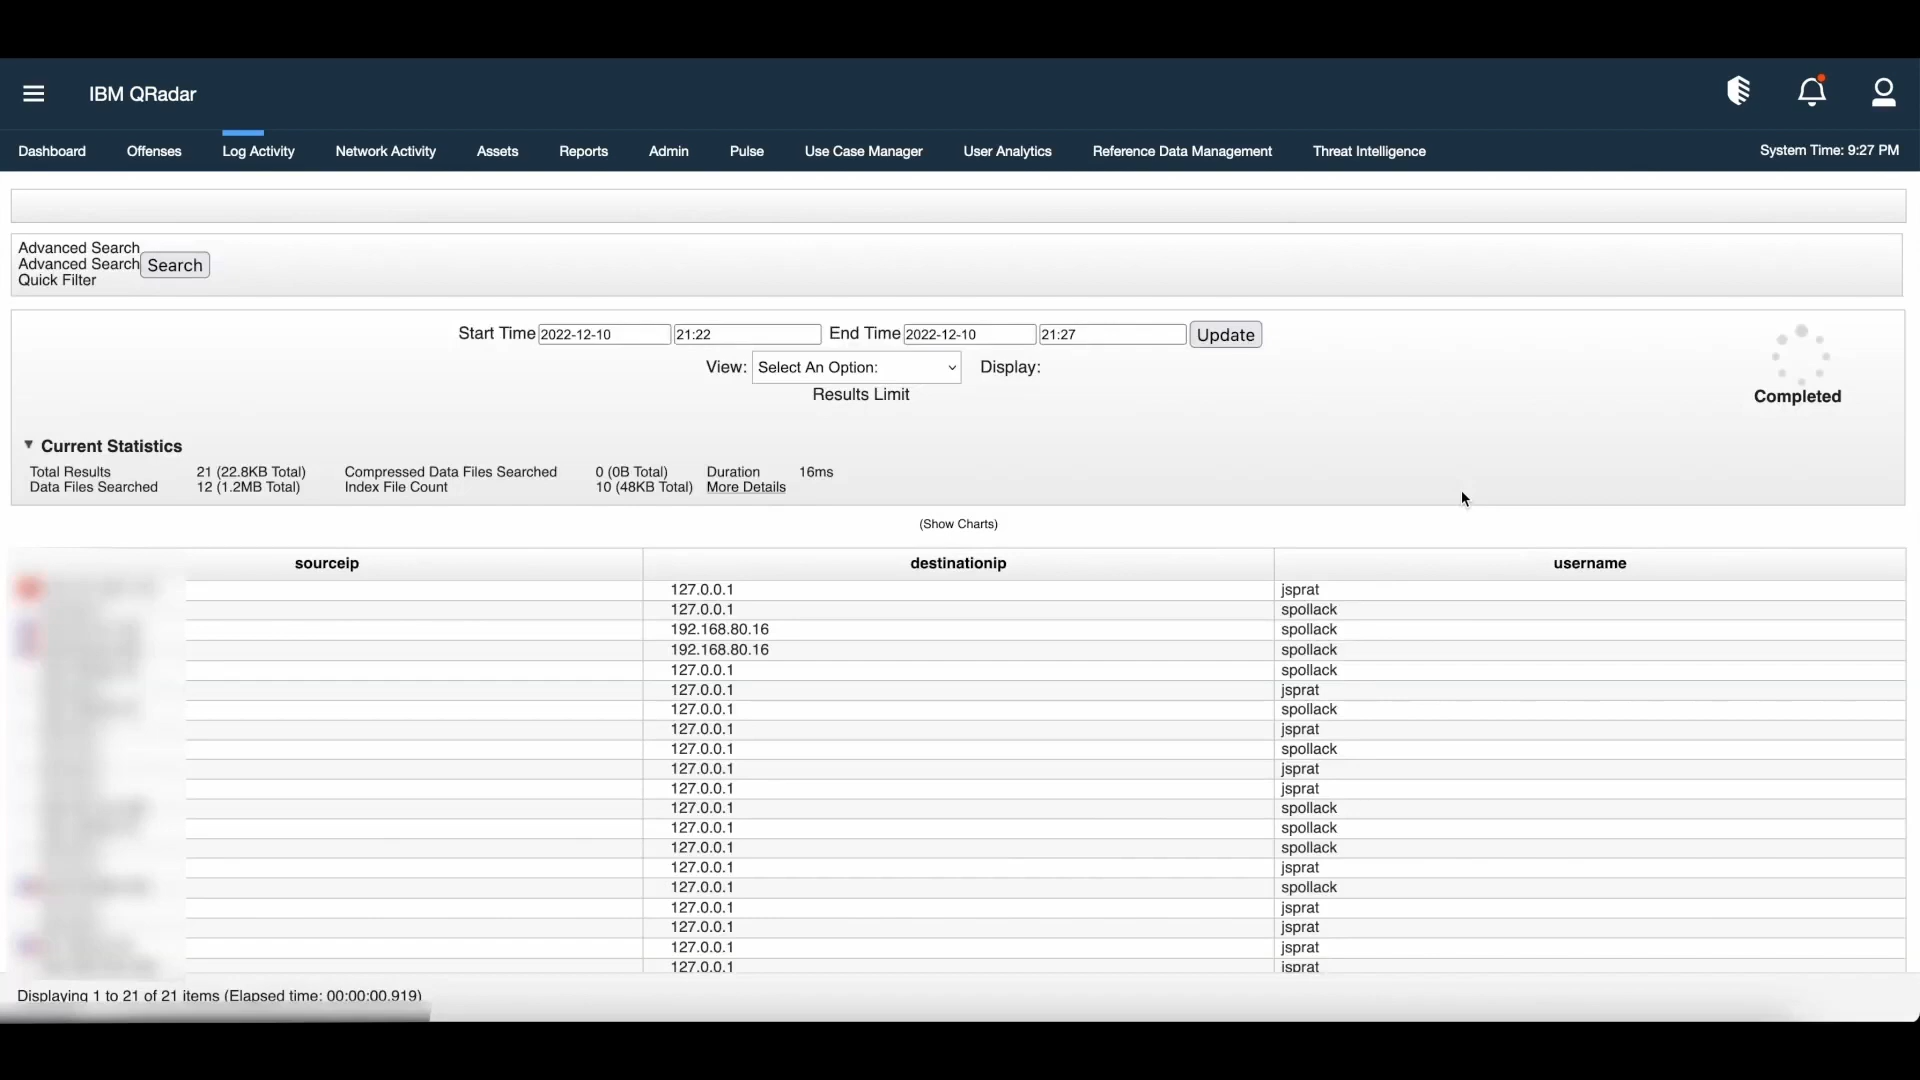 IBM QRadar
Dashboard Offenses Log Activity Network Activity Assets Reports Admin Pulse Use Case Manager User Analytics Reference Data Management Threat Intelligence System Time: 9:27 PM
Advanced Search
Advanced Search Search
Quick Filter
Start Time 2022-12-10 21:22 End Time 2022-12-10 21:27 Update
View: Select An Option: Display:
Results Limit
Completed
Current Statistics
Total Results 21 (22.8KB Total) Compressed Data Files Searched 0 (0B Total) Duration 16ms
Data Files Searched 12 (1.2MB Total) Index File Count 10 (48KB Total) More Details
(Show Charts)
sourceip destinationip username
127.0.0.1 jsprat
127.0.0.1 spollack
192.168.80.16 spollack
192.168.80.16 spollack
127.0.0.1 spollack
127.0.0.1 jsprat
127.0.0.1 spollack
127.0.0.1 jsprat
127.0.0.1 spollack
127.0.0.1 jsprat
127.0.0.1 jsprat
127.0.0.1 spollack
127.0.0.1 spollack
127.0.0.1 spollack
127.0.0.1 jsprat
127.0.0.1 spollack
127.0.0.1 jsprat
127.0.0.1 jsprat
127.0.0.1 jsprat
127.0.0.1 jsprat
Displaying 1 to 21 of 21 items (Elapsed time: 00:00:00.919)